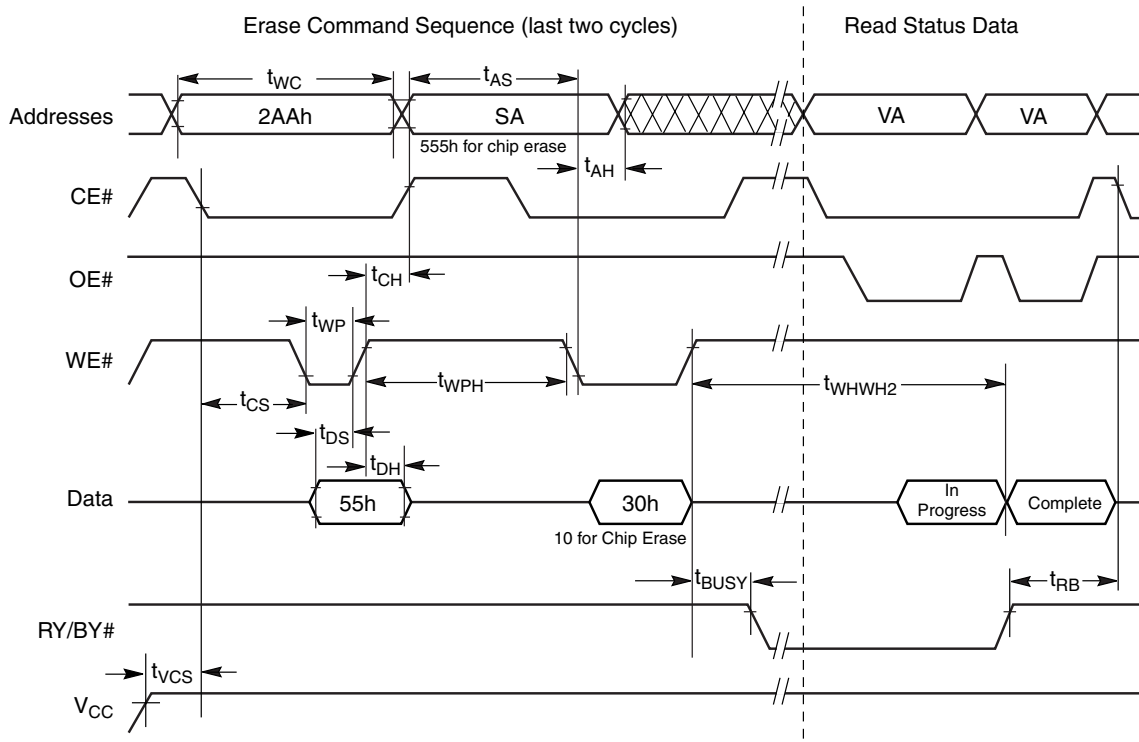 Erase Command Sequence (last two cycles)
Read Status Data
tWC
tAS
Addresses
2AAh
SA
VA
VA
555h for chip erase
tAH
CE#
OE#
tCH
tWP
WE#
tWPH
tWHWH2
tCS
tDS
tDH
Data
55h
30h
In
Progress
Complete
10 for Chip Erase
tBUSY
tRB
RY/BY#
tVCS
VCC